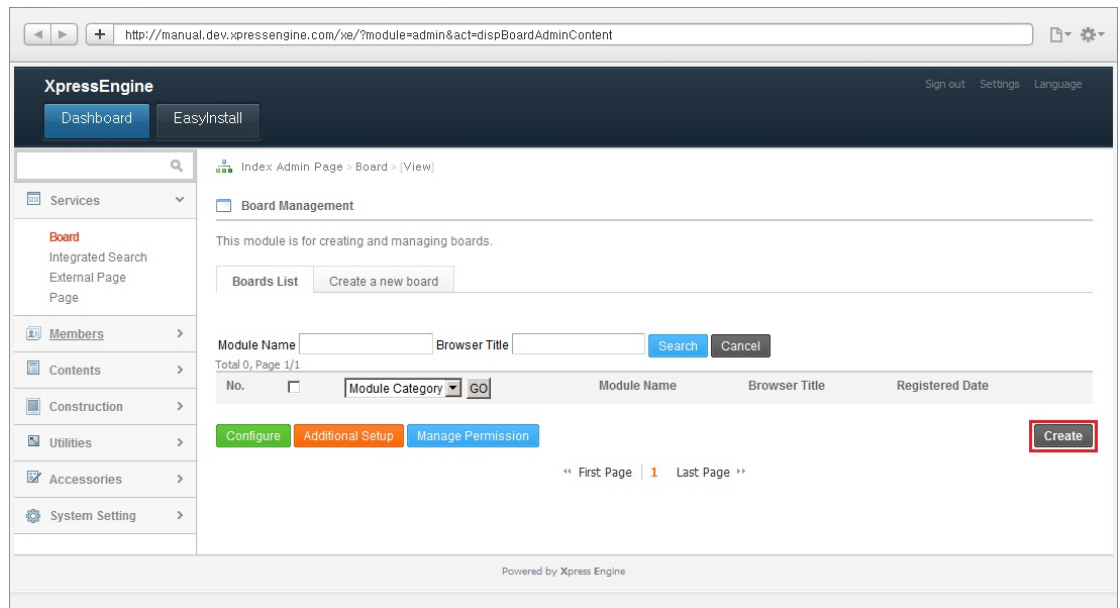 http://manual.dev.xpressengine.com/xe/?module=admin&act=dispBoardAdminContent
XpressEngine
Sign out Settings Language
Dashboard EasyInstall
Index Admin Page > Board > [View]
Services
Board
Integrated Search
External Page
Page
Members
Contents
Construction
Utilities
Accessories
System Setting
Board Management
This module is for creating and managing boards.
Boards List Create a new board
Module Name Browser Title Search Cancel
Total 0, Page 1/1
No. Module Category GO Module Name Browser Title Registered Date
Configure Additional Setup Manage Permission Create
First Page 1 Last Page
Powered by Xpress Engine